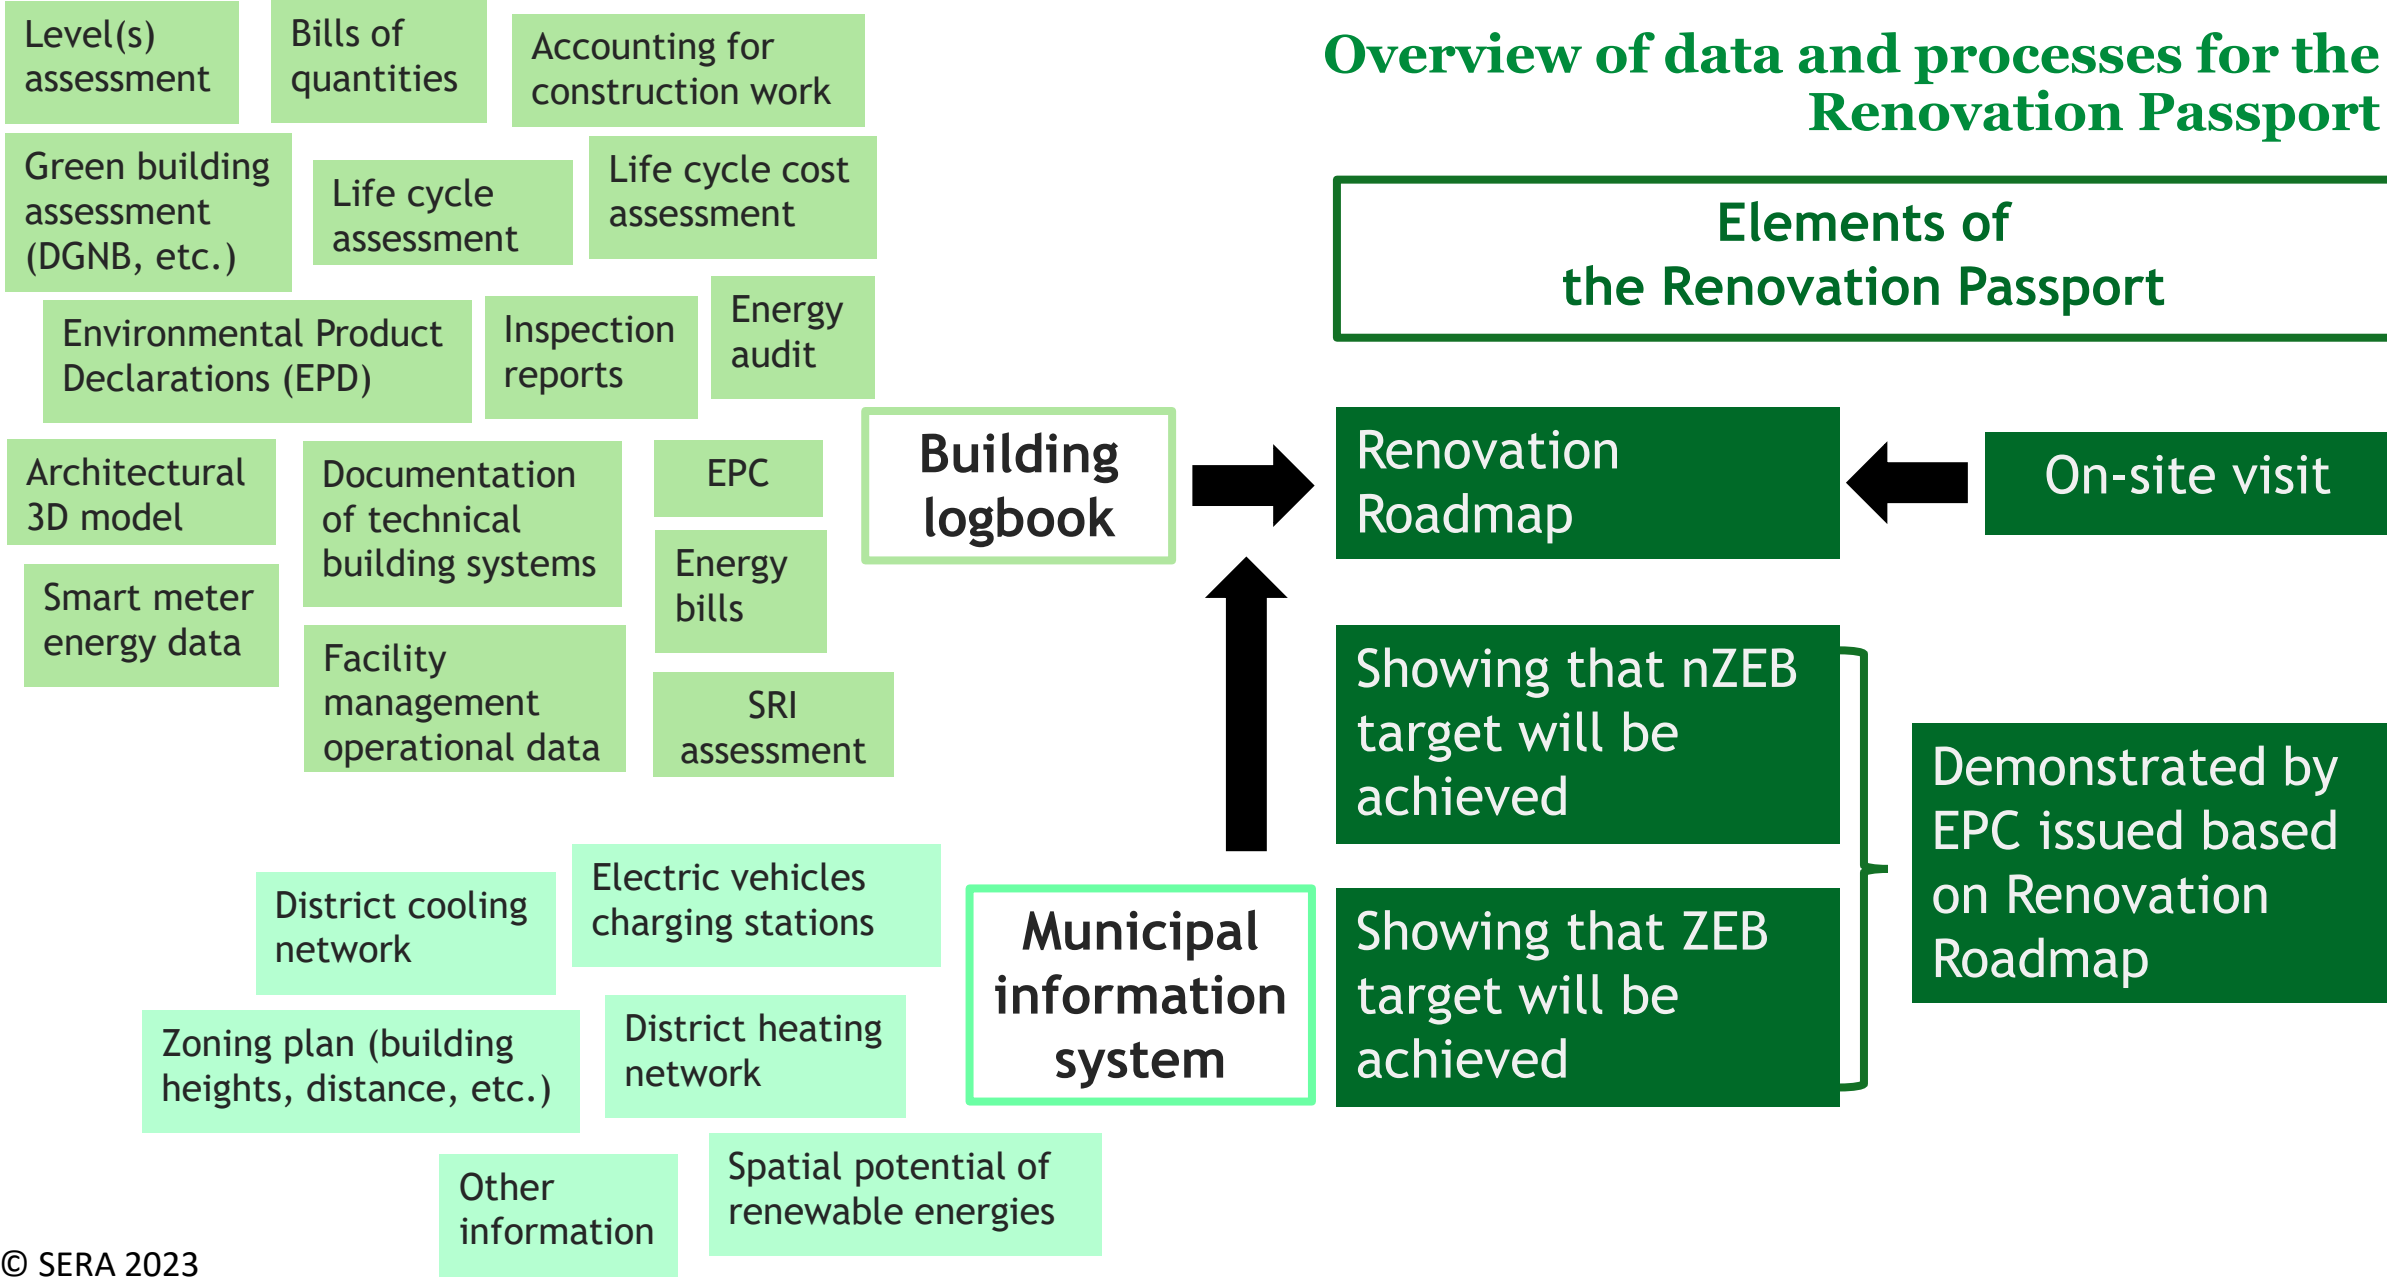 Overview of data and processes for the
Renovation Passport
Level(s)
assessment
Bills of
quantities
Accounting for
construction work
Green building
assessment
(DGNB, etc.)
Life cycle
assessment
Life cycle cost
assessment
Environmental Product
Declarations (EPD)
Inspection
reports
Energy
audit
Architectural
3D model
Documentation
of technical
building systems
EPC
Smart meter
energy data
Energy
bills
Facility
management
operational data
SRI
assessment
Building
logbook
District cooling
network
Electric vehicles
charging stations
Zoning plan (building
heights, distance, etc.)
District heating
network
Other
information
Spatial potential of
renewable energies
Municipal
information
system
Elements of
the Renovation Passport
Renovation
Roadmap
On-site visit
Showing that nZEB
target will be
achieved
Showing that ZEB
target will be
achieved
Demonstrated by
EPC issued based
on Renovation
Roadmap
© SERA 2023